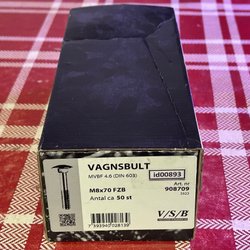 VAGNSBULT
MVBF 4.6 (DIN 603)
id00893
Art. nr
908709
M8x70 FZB
Antal ca 50 st
V/S/B